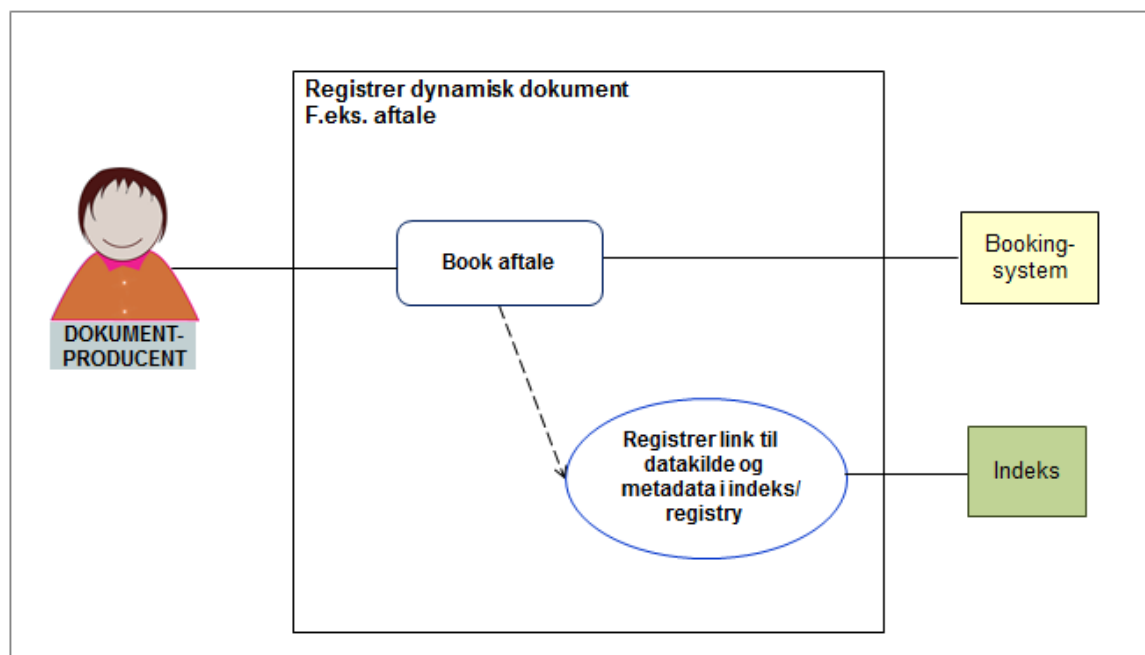 Registrer dynamisk dokument
F.eks. aftale
Book aftale
Booking-
system
DOKUMENT-
PRODUCENT
Registrer link til
datakilde og
metadata i indeks/
registry
Indeks